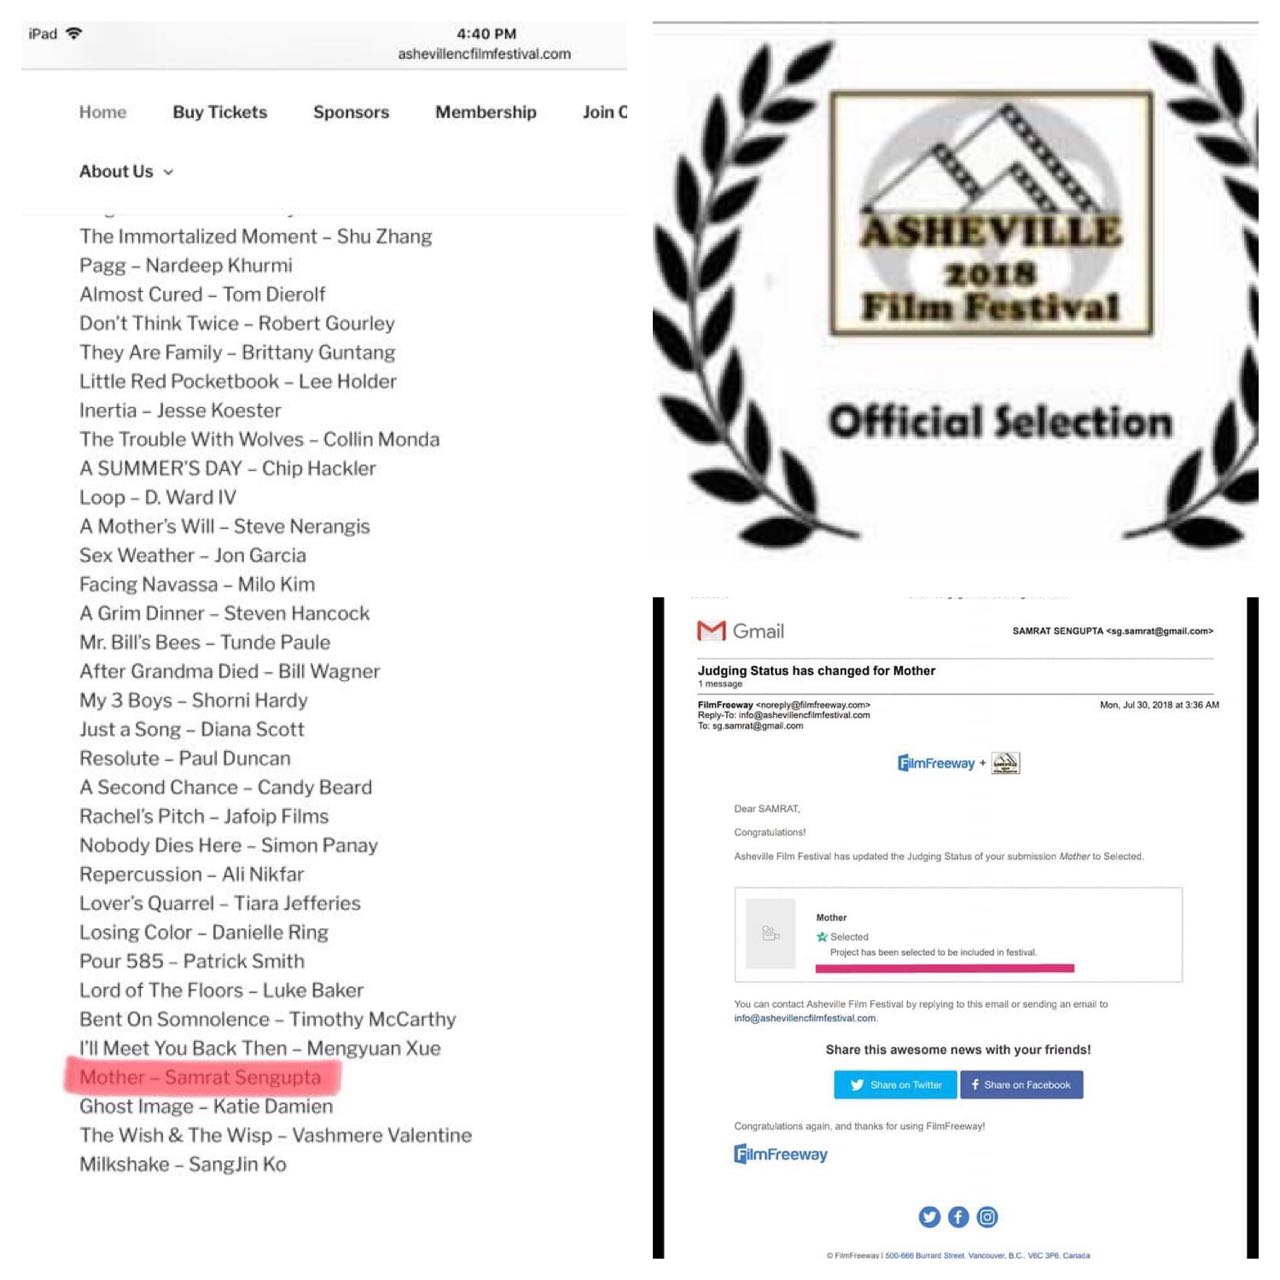 iPad
4:40 PM
ashevillencfilmfestival.com
Home Buy Tickets Sponsors Membership Join
About Us
The Immortalized Moment – Shu Zhang
Pagg – Nardeep Khurmi
Almost Cured – Tom Dierolf
Don't Think Twice – Robert Gourley
They Are Family – Brittany Guntang
Little Red Pocketbook – Lee Holder
Inertia – Jesse Koester
The Trouble With Wolves – Collin Monda
A SUMMER'S DAY – Chip Hackler
Loop – D. Ward IV
A Mother's Will – Steve Nerangis
Sex Weather – Jon Garcia
Facing Navassa – Milo Kim
A Grim Dinner – Steven Hancock
Mr. Bill's Bees – Tunde Paule
After Grandma Died – Bill Wagner
My 3 Boys – Shorni Hardy
Just a Song – Diana Scott
Resolute – Paul Duncan
A Second Chance – Candy Beard
Rachel's Pitch – Jafoip Films
Nobody Dies Here – Simon Panay
Repercussion – Ali Nikfar
Lover's Quarrel – Tiara Jefferies
Losing Color – Danielle Ring
Pour 585 – Patrick Smith
Lord of The Floors – Luke Baker
Bent On Somnolence – Timothy McCarthy
I'll Meet You Back Then – Mengyuan Xue
Mother – Samrat Sengupta
Ghost Image – Katie Damien
The Wish & The Wisp – Vashmere Valentine
Milkshake – SangJin Ko
ASHEVILLE
2018
Film Festival
Official Selection
Gmail
SAMRAT SENGUPTA <sg.samrat@gmail.com>
Judging Status has changed for Mother
1 message
FilmFreeway <noreply@filmfreeway.com>
Mon, Jul 30, 2018 at 3:36 AM
Reply-To: info@ashevillencfilmfestival.com
To: sg.samrat@gmail.com
FilmFreeway +
Dear SAMRAT,
Congratulations!
Asheville Film Festival has updated the Judging Status of your submission Mother to Selected.
Mother
Selected
Project has been selected to be included in festival.
You can contact Asheville Film Festival by replying to this email or sending an email to
info@ashevillencfilmfestival.com.
Share this awesome news with your friends!
Share on Twitter
Share on Facebook
Congratulations again, and thanks for using FilmFreeway!
FilmFreeway
© FilmFreeway | 500-666 Burrard Street, Vancouver, B.C., V6C 3P6, Canada